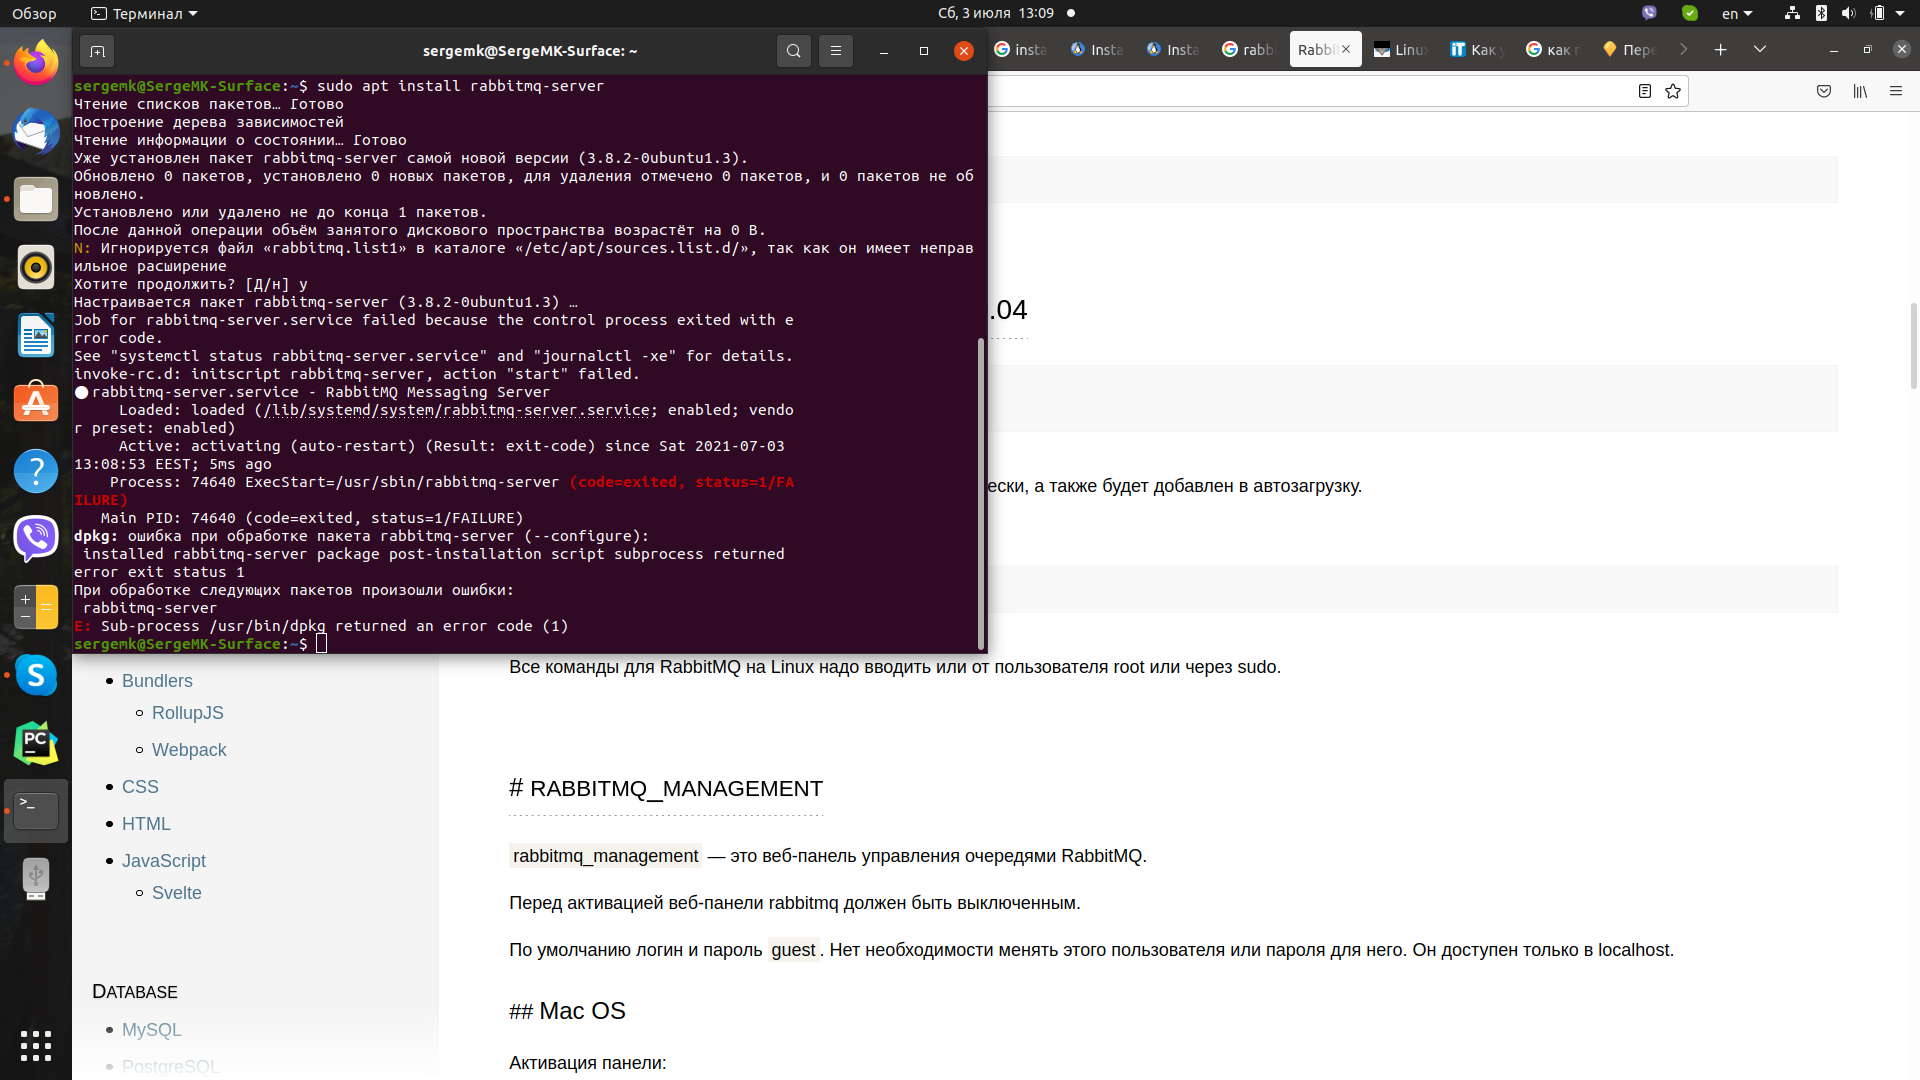 Обзор
Терминал
Сб, 3 июля 13:09
en
sergemk@SergeMK-Surface: ~
insta
Insta
Insta
rabb
Rabbi
Linu
Как
как
Пере
sergemk@SergeMK-Surface:~$ sudo apt install rabbitmq-server
Чтение списков пакетов… Готово
Построение дерева зависимостей
Чтение информации о состоянии… Готово
Уже установлен пакет rabbitmq-server самой новой версии (3.8.2-0ubuntu1.3).
Обновлено 0 пакетов, установлено 0 новых пакетов, для удаления отмечено 0 пакетов, и 0 пакетов не об
новлено.
Установлено или удалено не до конца 1 пакетов.
После данной операции объём занятого дискового пространства возрастёт на 0 B.
N: Игнорируется файл «rabbitmq.list1» в каталоге «/etc/apt/sources.list.d/», так как он имеет неправ
ильное расширение
Хотите продолжить? [Д/н] y
Настраивается пакет rabbitmq-server (3.8.2-0ubuntu1.3) …
Job for rabbitmq-server.service failed because the control process exited with e
rror code.
See "systemctl status rabbitmq-server.service" and "journalctl -xe" for details.
invoke-rc.d: initscript rabbitmq-server, action "start" failed.
● rabbitmq-server.service - RabbitMQ Messaging Server
Loaded: loaded (/lib/systemd/system/rabbitmq-server.service; enabled; vendo
r preset: enabled)
Active: activating (auto-restart) (Result: exit-code) since Sat 2021-07-03
13:08:53 EEST; 5ms ago
Process: 74640 ExecStart=/usr/sbin/rabbitmq-server (code=exited, status=1/FA
ILURE)
Main PID: 74640 (code=exited, status=1/FAILURE)
dpkg: ошибка при обработке пакета rabbitmq-server (--configure):
installed rabbitmq-server package post-installation script subprocess returned
error exit status 1
При обработке следующих пакетов произошли ошибки:
rabbitmq-server
E: Sub-process /usr/bin/dpkg returned an error code (1)
sergemk@SergeMK-Surface:~$
.04
ески, а также будет добавлен в автозагрузку.
Все команды для RabbitMQ на Linux надо вводить или от пользователя root или через sudo.
# RABBITMQ_MANAGEMENT
rabbitmq_management — это веб-панель управления очередями RabbitMQ.
Перед активацией веб-панели rabbitmq должен быть выключенным.
По умолчанию логин и пароль guest. Нет необходимости менять этого пользователя или пароля для него. Он доступен только в localhost.
## Mac OS
Активация панели:
Bundlers
RollupJS
Webpack
CSS
HTML
JavaScript
Svelte
DATABASE
MySQL
PostgreSQL
PC